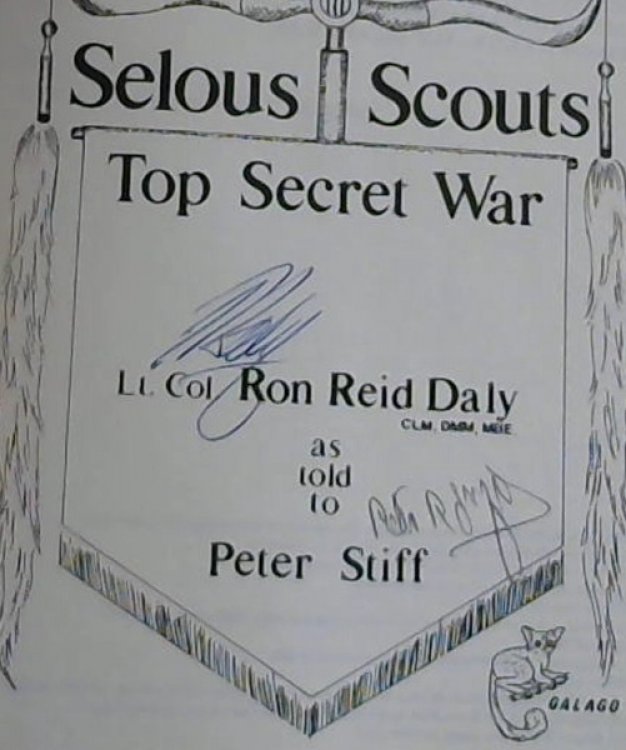 Selous Scouts
Top Secret War
Lt. Col Ron Reid Daly
CLM, DMM, MBE
as
told
to
Peter Stiff
GALAGO